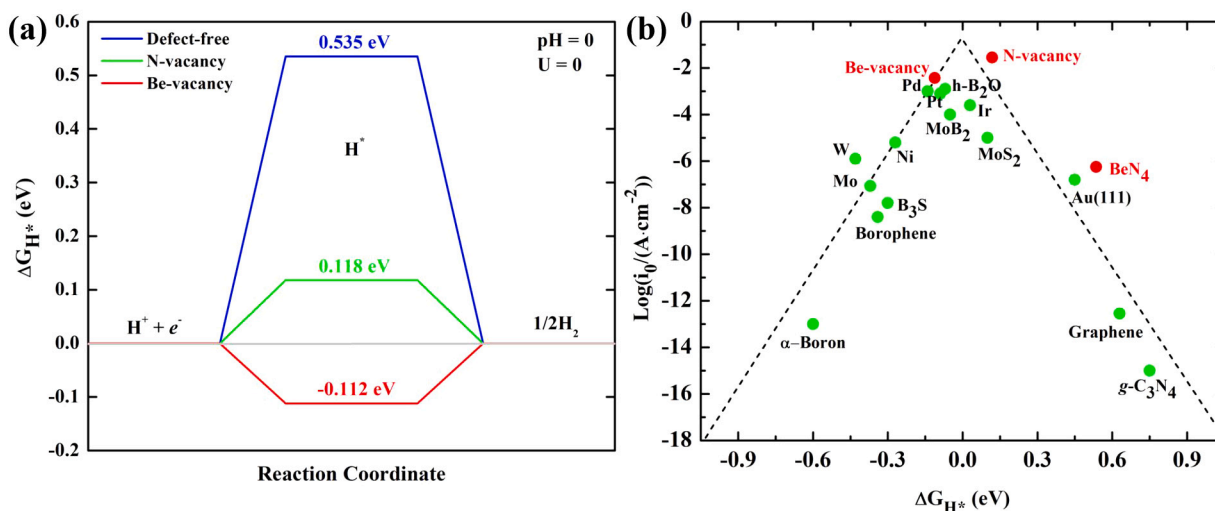 (a)
0.6
0.5
0.4
0.3
0.2
0.1
0.0
-0.1
-0.2
ΔG_H* (eV)
Defect-free
N-vacancy
Be-vacancy
0.535 eV
pH = 0
U = 0
H*
0.118 eV
H⁺ + e⁻
1/2H₂
-0.112 eV
Reaction Coordinate
(b)
-0
-2
-4
-6
-8
-10
-12
-14
-16
-18
Log(i₀/(A·cm⁻²))
Be-vacancy
N-vacancy
Pd
h-B₂O
Pt
Ir
MoB₂
MoS₂
W
Ni
Mo
BeN₄
B₃S
Au(111)
Borophene
α–Boron
Graphene
g-C₃N₄
-0.9
-0.6
-0.3
0.0
0.3
0.6
0.9
ΔG_H* (eV)